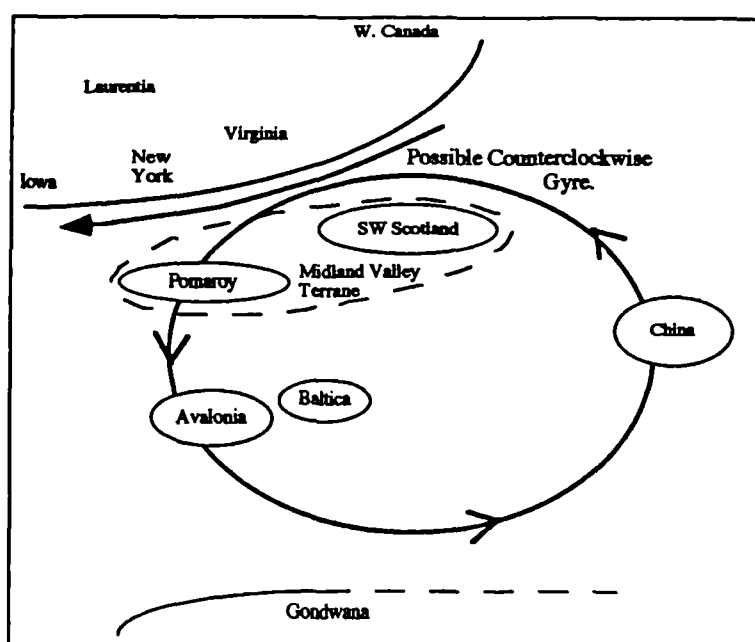 W. Canada
Laurentia
Virginia
New
York
Iowa
Possible Counterclockwise
Gyre.
SW Scotland
Pomaroy
Midland Valley
Terrane
China
Avalonia
Baltica
Gondwana